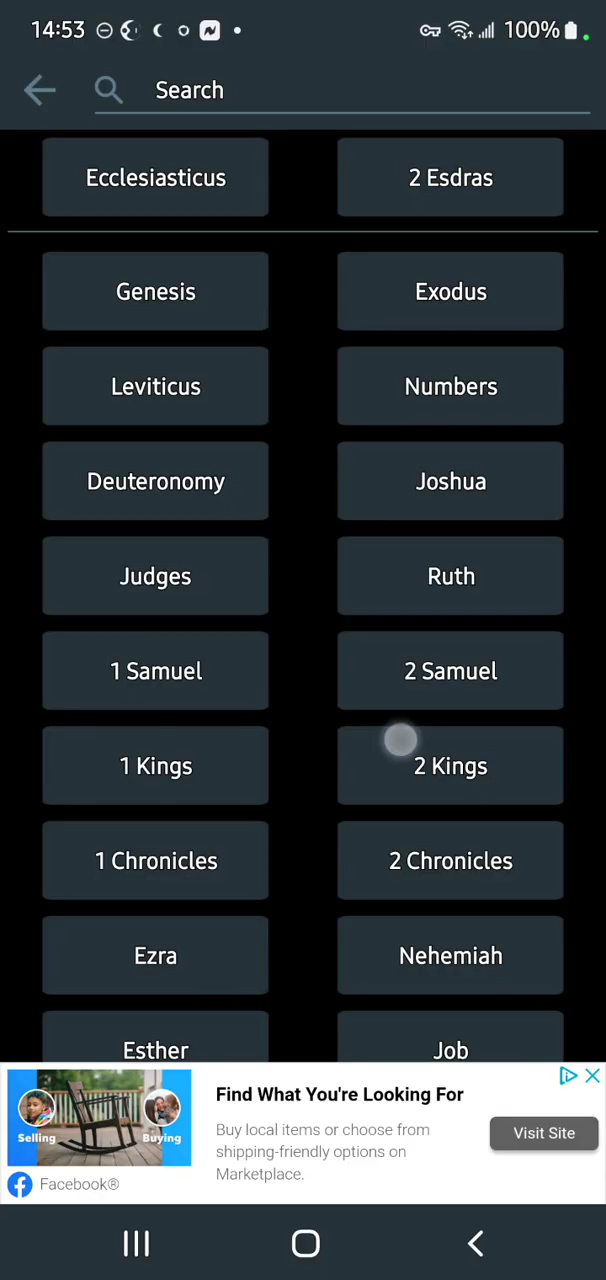 14:53 100%
Search
Ecclesiasticus 2 Esdras
Genesis Exodus
Leviticus Numbers
Deuteronomy Joshua
Judges Ruth
1 Samuel 2 Samuel
1 Kings 2 Kings
1 Chronicles 2 Chronicles
Ezra Nehemiah
Esther Job
Selling Buying
Facebook®
Find What You're Looking For
Buy local items or choose from
shipping-friendly options on
Marketplace.
Visit Site